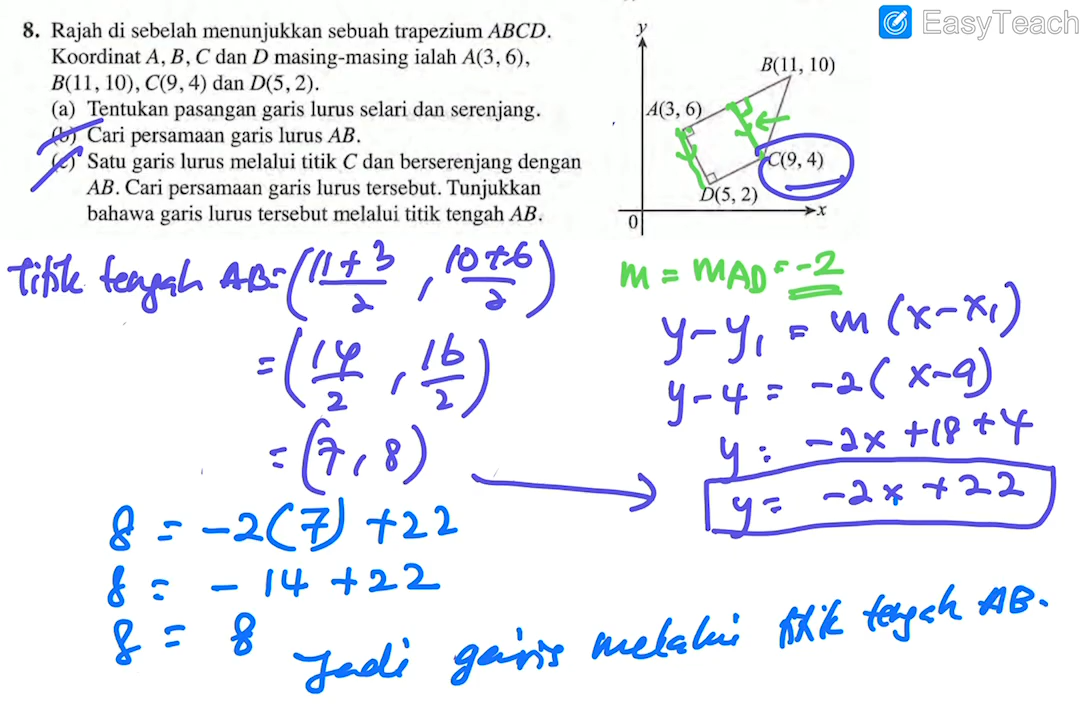 EasyTeach
8. Rajah di sebelah menunjukkan sebuah trapezium ABCD.
Koordinat A, B, C dan D masing-masing ialah A(3, 6),
B(11, 10), C(9, 4) dan D(5, 2).
(a) Tentukan pasangan garis lurus selari dan serenjang.
(b) Cari persamaan garis lurus AB.
(c) Satu garis lurus melalui titik C dan berserenjang dengan
AB. Cari persamaan garis lurus tersebut. Tunjukkan
bahawa garis lurus tersebut melalui titik tengah AB.
y
B(11, 10)
A(3, 6)
C(9, 4)
D(5, 2)
0
x
Titik tengah AB = (11 + 3 / 2 , 10 + 6 / 2)
= (14 / 2 , 16 / 2)
= (7, 8)
m = mAD = -2
y - y₁ = m (x - x₁)
y - 4 = -2( x - 9)
y = -2x + 18 + 4
y = -2x + 22
8 = -2(7) + 22
8 = -14 + 22
8 = 8
Jadi garis melalui titik tengah AB.